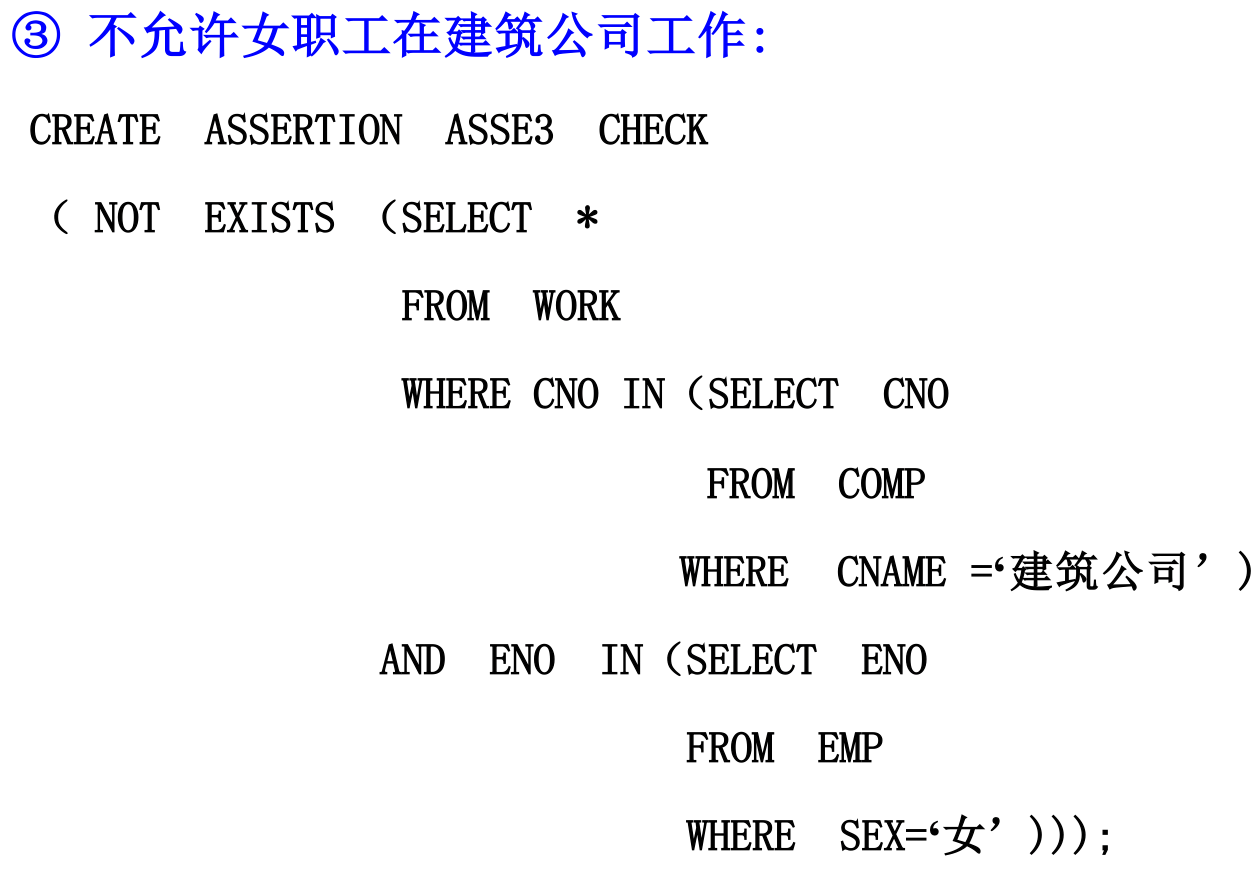 ③ 不允许女职工在建筑公司工作:
CREATE ASSERTION ASSE3 CHECK
( NOT EXISTS (SELECT *
FROM WORK
WHERE CNO IN (SELECT CNO
FROM COMP
WHERE CNAME =‘建筑公司’)
AND ENO IN (SELECT ENO
FROM EMP
WHERE SEX=‘女’)));